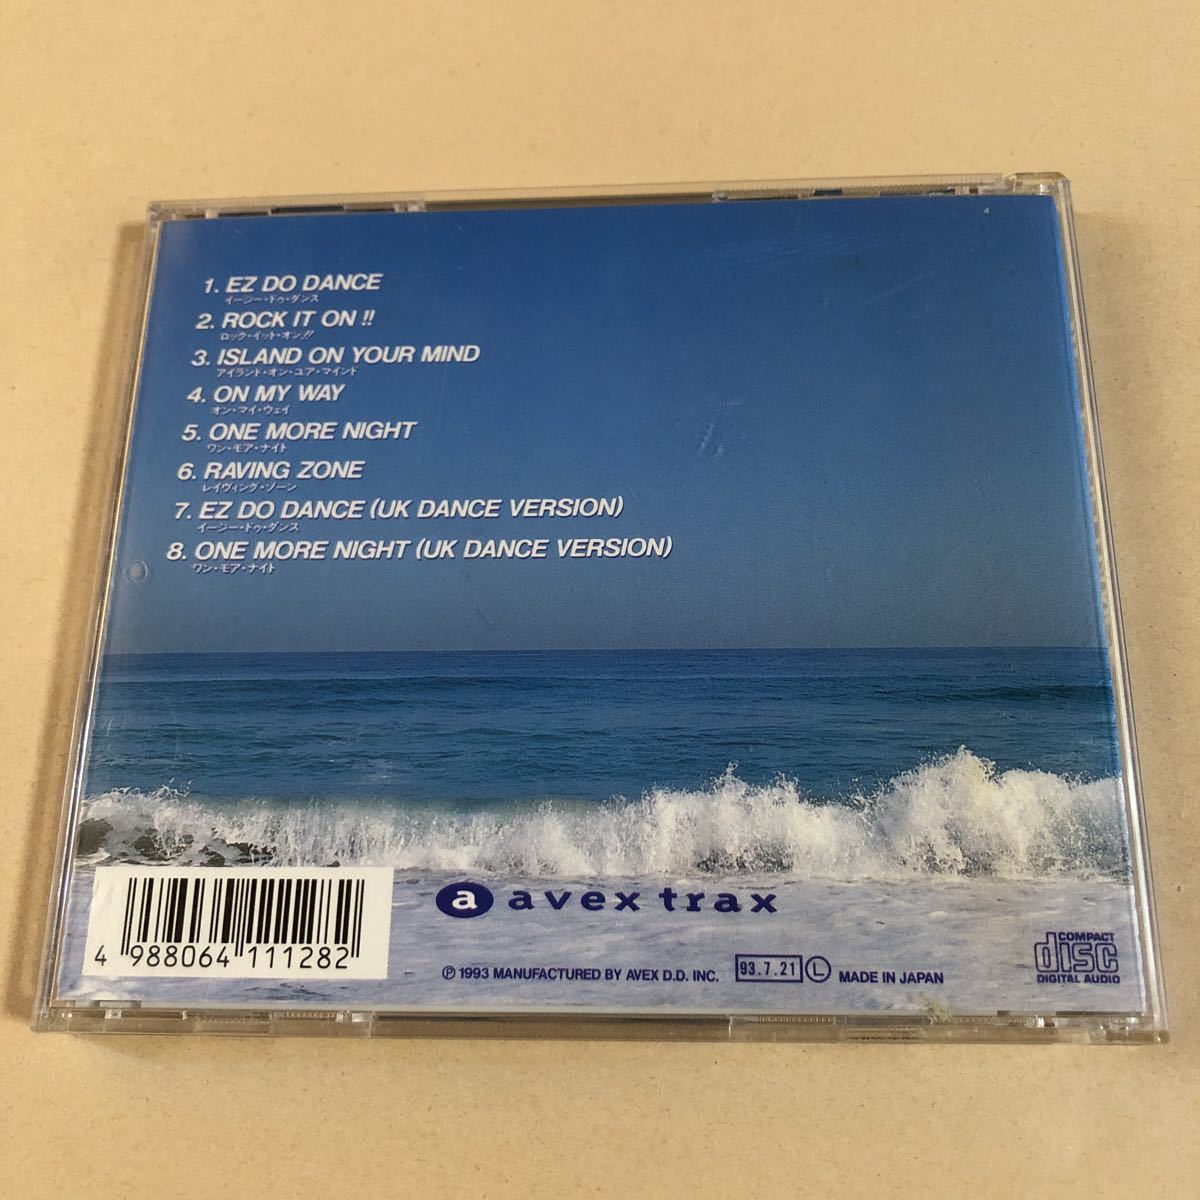 4
1. EZ DO DANCE
イージー・ドゥ・ダンス
2. ROCK IT ON !!
ロック・イット・オン!!
3. ISLAND ON YOUR MIND
アイランド・オン・ユア・マインド
4. ON MY WAY
オン・マイ・ウェイ
5. ONE MORE NIGHT
ワン・モア・ナイト
6. RAVING ZONE
レイヴィング・ゾーン
7. EZ DO DANCE (UK DANCE VERSION)
イージー・ドゥ・ダンス
8. ONE MORE NIGHT (UK DANCE VERSION)
ワン・モア・ナイト
a avex trax
4 988064 111282
Ⓟ 1993 MANUFACTURED BY AVEX D.D. INC. 93.7.21 Ⓛ MADE IN JAPAN
COMPACT
disc
DIGITAL AUDIO